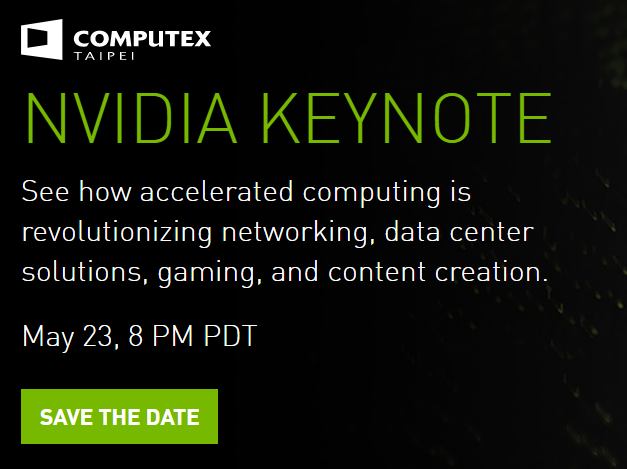 COMPUTEX
TAIPEI
NVIDIA KEYNOTE
See how accelerated computing is
revolutionizing networking, data center
solutions, gaming, and content creation.
May 23, 8 PM PDT
SAVE THE DATE